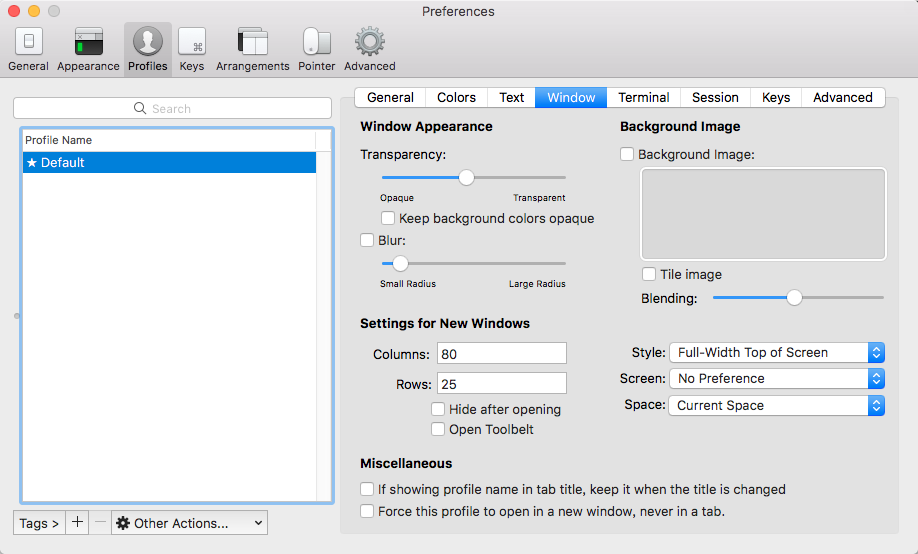 Preferences
General Appearance Profiles Keys Arrangements Pointer Advanced
Search
Profile Name
★ Default
Tags > + − Other Actions...
General Colors Text Window Terminal Session Keys Advanced
Window Appearance
Transparency:
Opaque Transparent
Keep background colors opaque
Blur:
Small Radius Large Radius
Background Image
Background Image:
Tile image
Blending:
Settings for New Windows
Columns: 80
Rows: 25
Hide after opening
Open Toolbelt
Style: Full-Width Top of Screen
Screen: No Preference
Space: Current Space
Miscellaneous
If showing profile name in tab title, keep it when the title is changed
Force this profile to open in a new window, never in a tab.